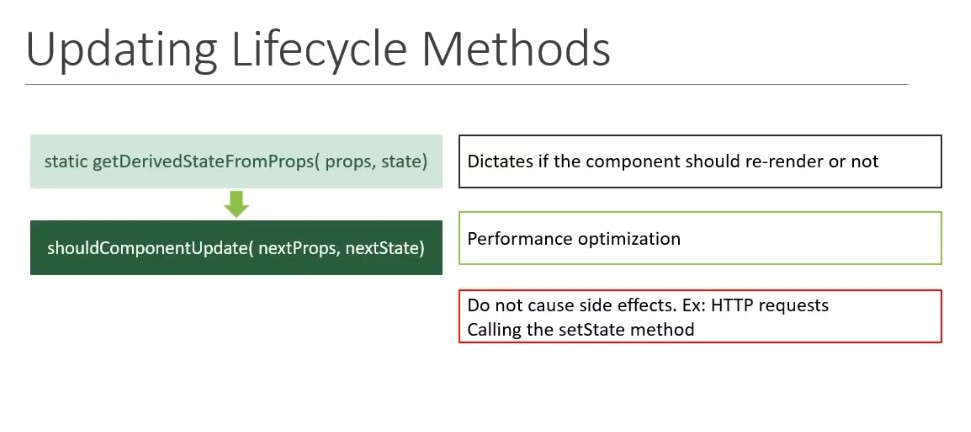 Updating Lifecycle Methods
static getDerivedStateFromProps( props, state)
Dictates if the component should re-render or not
shouldComponentUpdate( nextProps, nextState)
Performance optimization
Do not cause side effects. Ex: HTTP requests
Calling the setState method